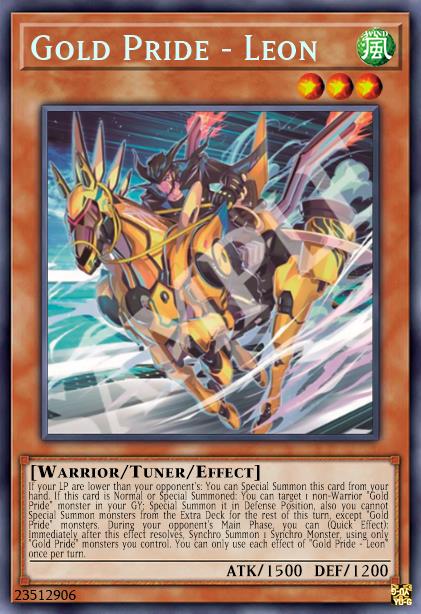 GOLD PRIDE - LEON
WIND
風
SAMPLE
[WARRIOR/TUNER/EFFECT]
If your LP are lower than your opponent's: You can Special Summon this card from your
hand. If this card is Normal or Special Summoned: You can target 1 non-Warrior "Gold
Pride" monster in your GY; Special Summon it in Defense Position, also you cannot
Special Summon monsters from the Extra Deck for the rest of this turn, except "Gold
Pride" monsters. During your opponent's Main Phase, you can (Quick Effect):
Immediately after this effect resolves, Synchro Summon 1 Synchro Monster, using only
"Gold Pride" monsters you control. You can only use each effect of "Gold Pride - Leon"
once per turn.
ATK/1500 DEF/1200
23512906